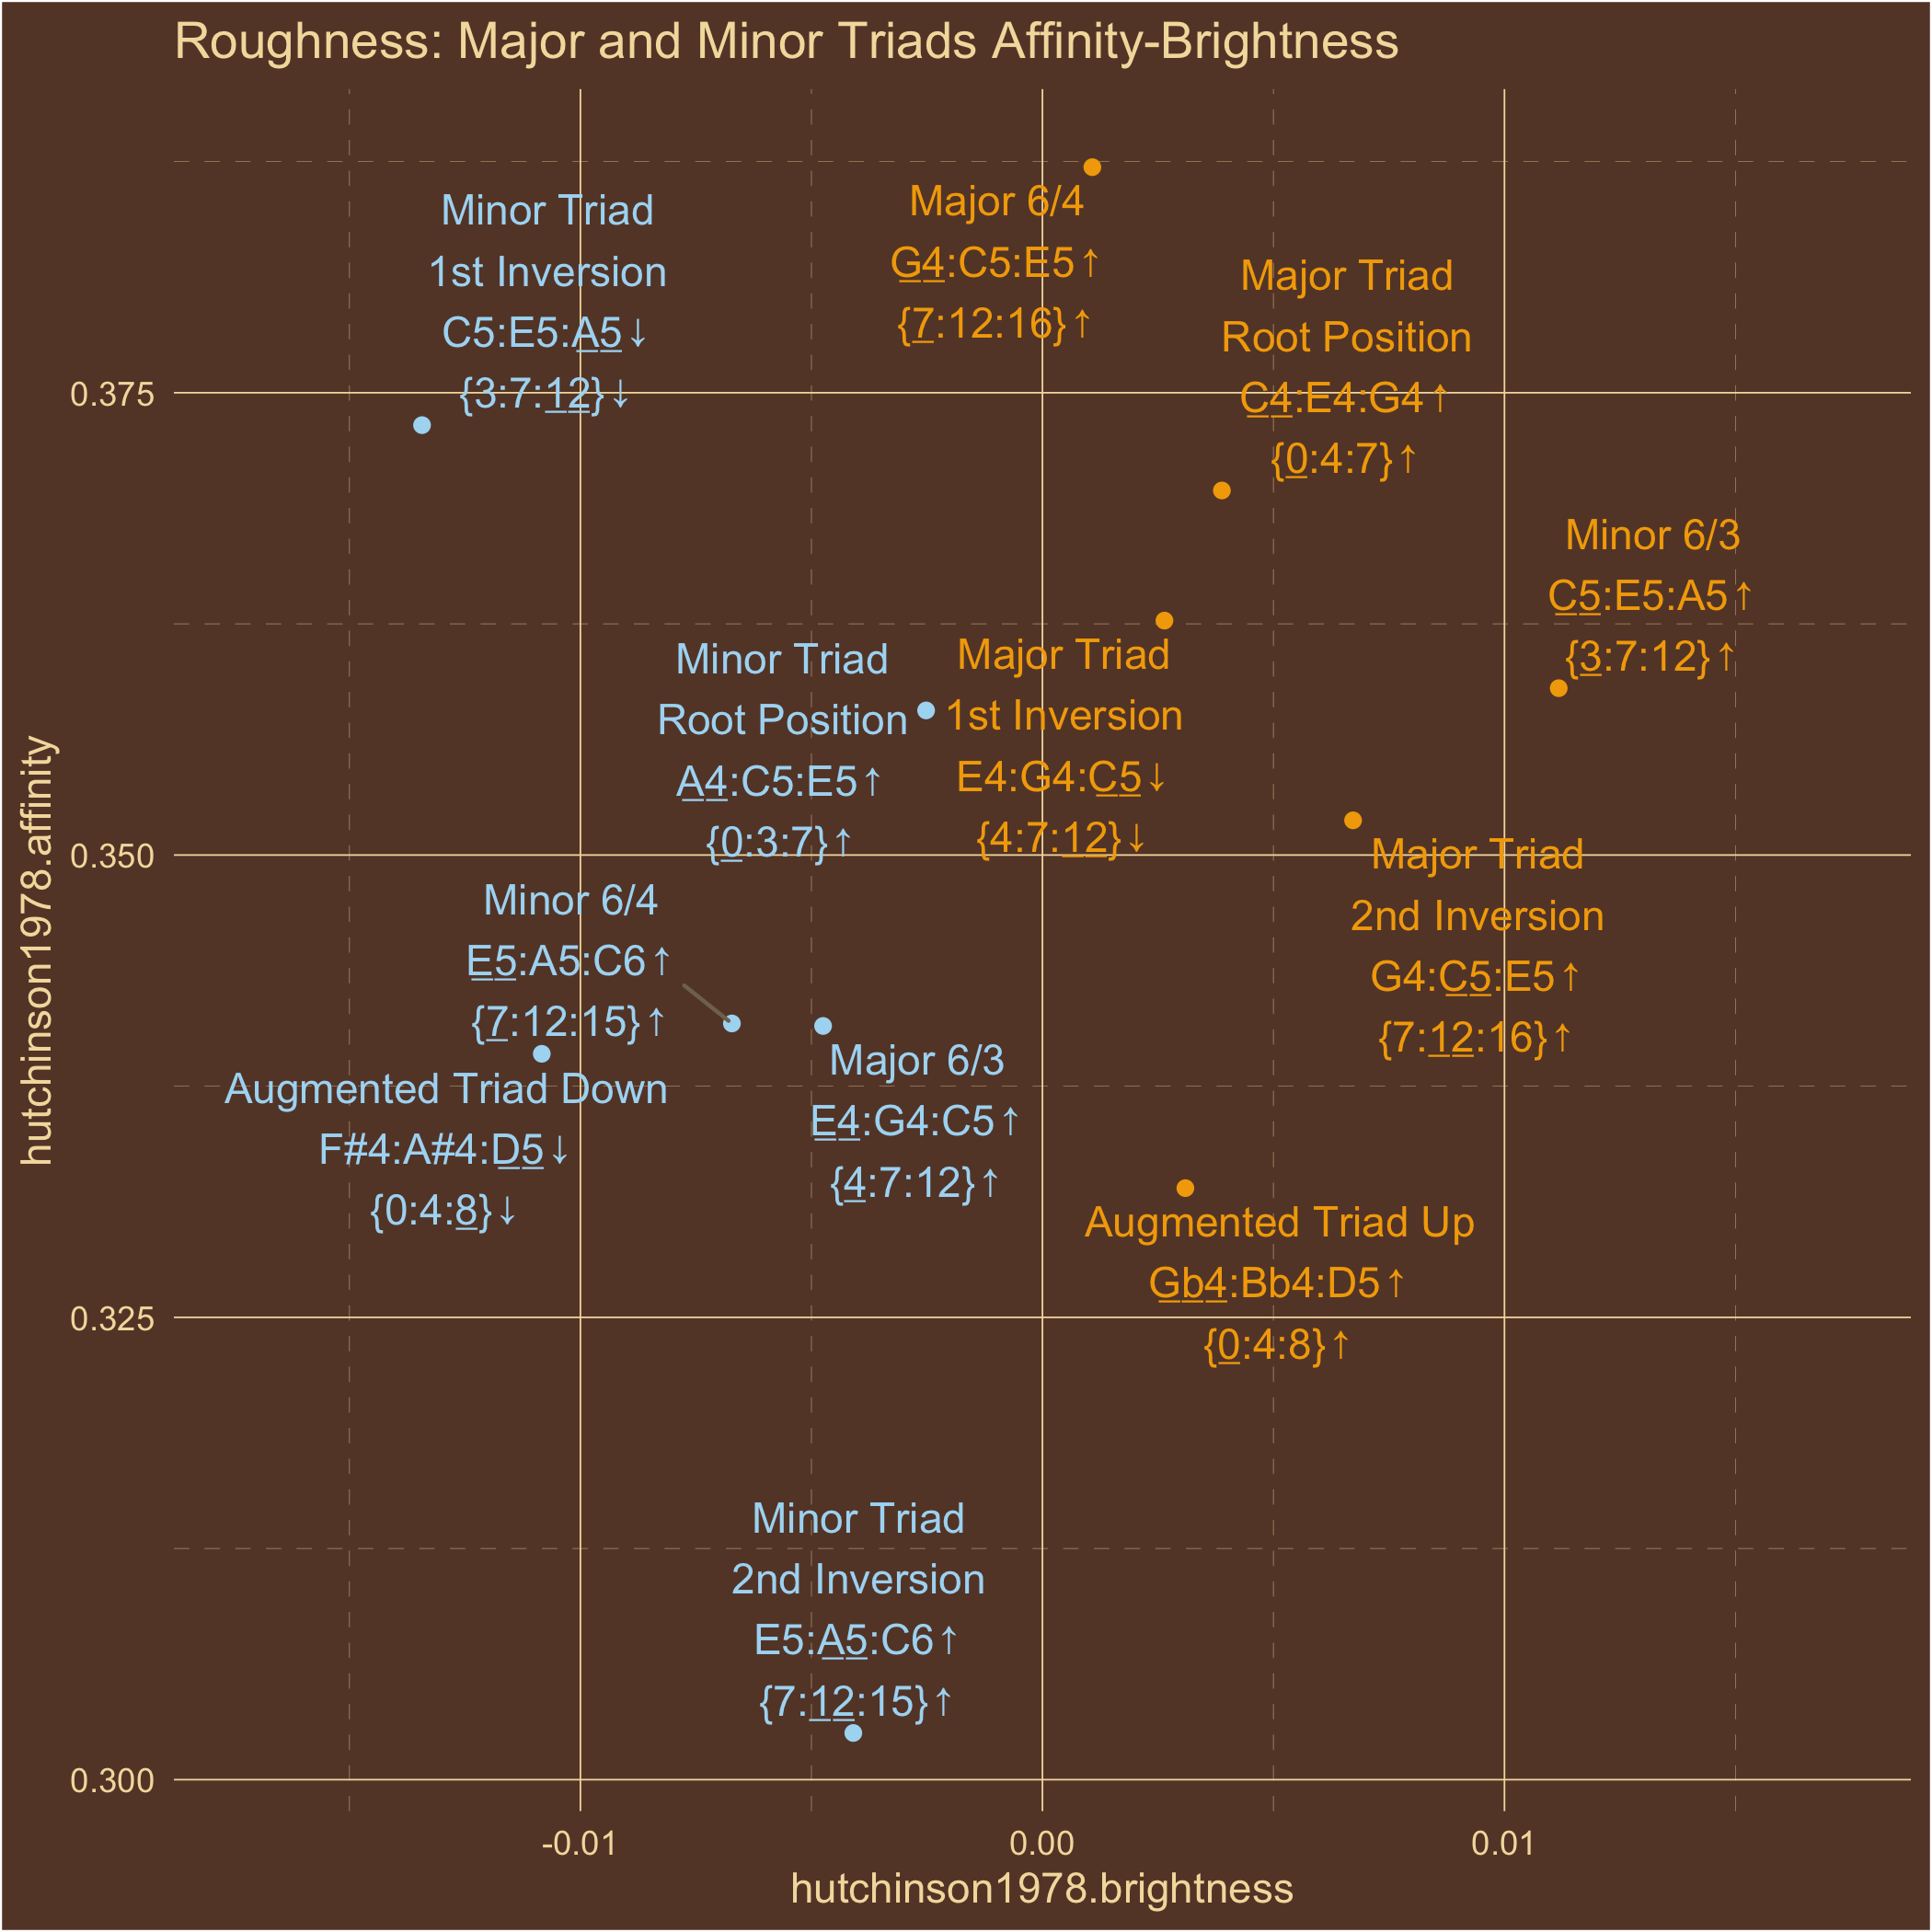 Roughness: Major and Minor Triads Affinity-Brightness
Minor Triad
1st Inversion
C5:E5:A5↓
{3:7:12}↓
Major 6/4
G4:C5:E5↑
{7:12:16}↑
Major Triad
Root Position
C4:E4:G4↑
{0:4:7}↑
Minor 6/3
C5:E5:A5↑
{3:7:12}↑
Minor Triad
Root Position
A4:C5:E5↑
{0:3:7}↑
Major Triad
1st Inversion
E4:G4:C5↓
{4:7:12}↓
Major Triad
2nd Inversion
G4:C5:E5↑
{7:12:16}↑
Minor 6/4
E5:A5:C6↑
{7:12:15}↑
Augmented Triad Down
F#4:A#4:D5↓
{0:4:8}↓
Major 6/3
E4:G4:C5↑
{4:7:12}↑
Augmented Triad Up
Gb4:Bb4:D5↑
{0:4:8}↑
Minor Triad
2nd Inversion
E5:A5:C6↑
{7:12:15}↑
0.375
0.350
0.325
0.300
hutchinson1978.affinity
-0.01
0.00
0.01
hutchinson1978.brightness